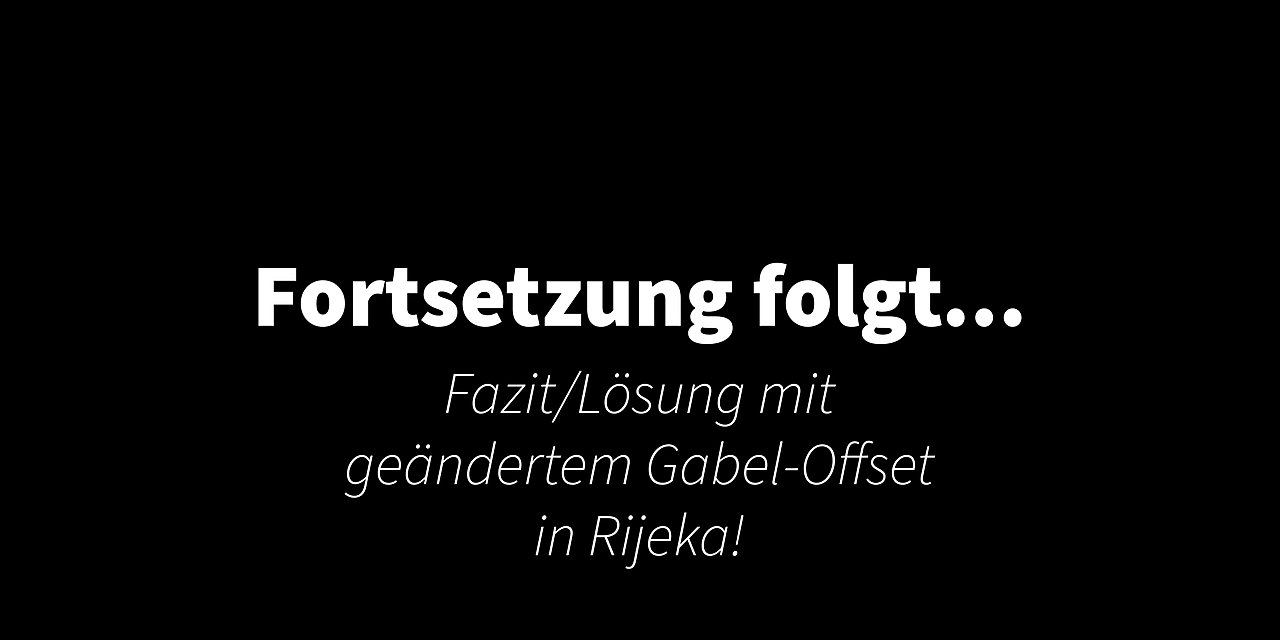 Fortsetzung folgt...
Fazit/Lösung mit
geändertem Gabel-Offset
in Rijeka!